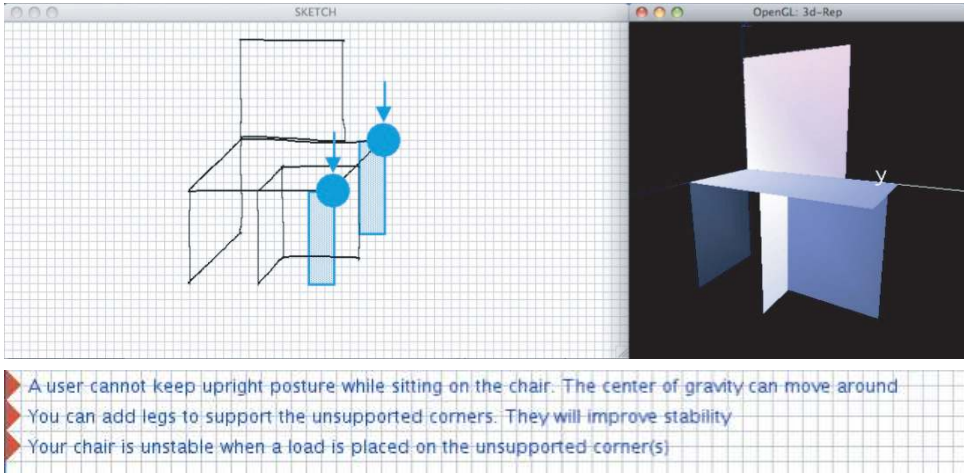 SKETCH
OpenGL: 3d-Rep
y
A user cannot keep upright posture while sitting on the chair. The center of gravity can move around
You can add legs to support the unsupported corners. They will improve stability
Your chair is unstable when a load is placed on the unsupported corner(s)